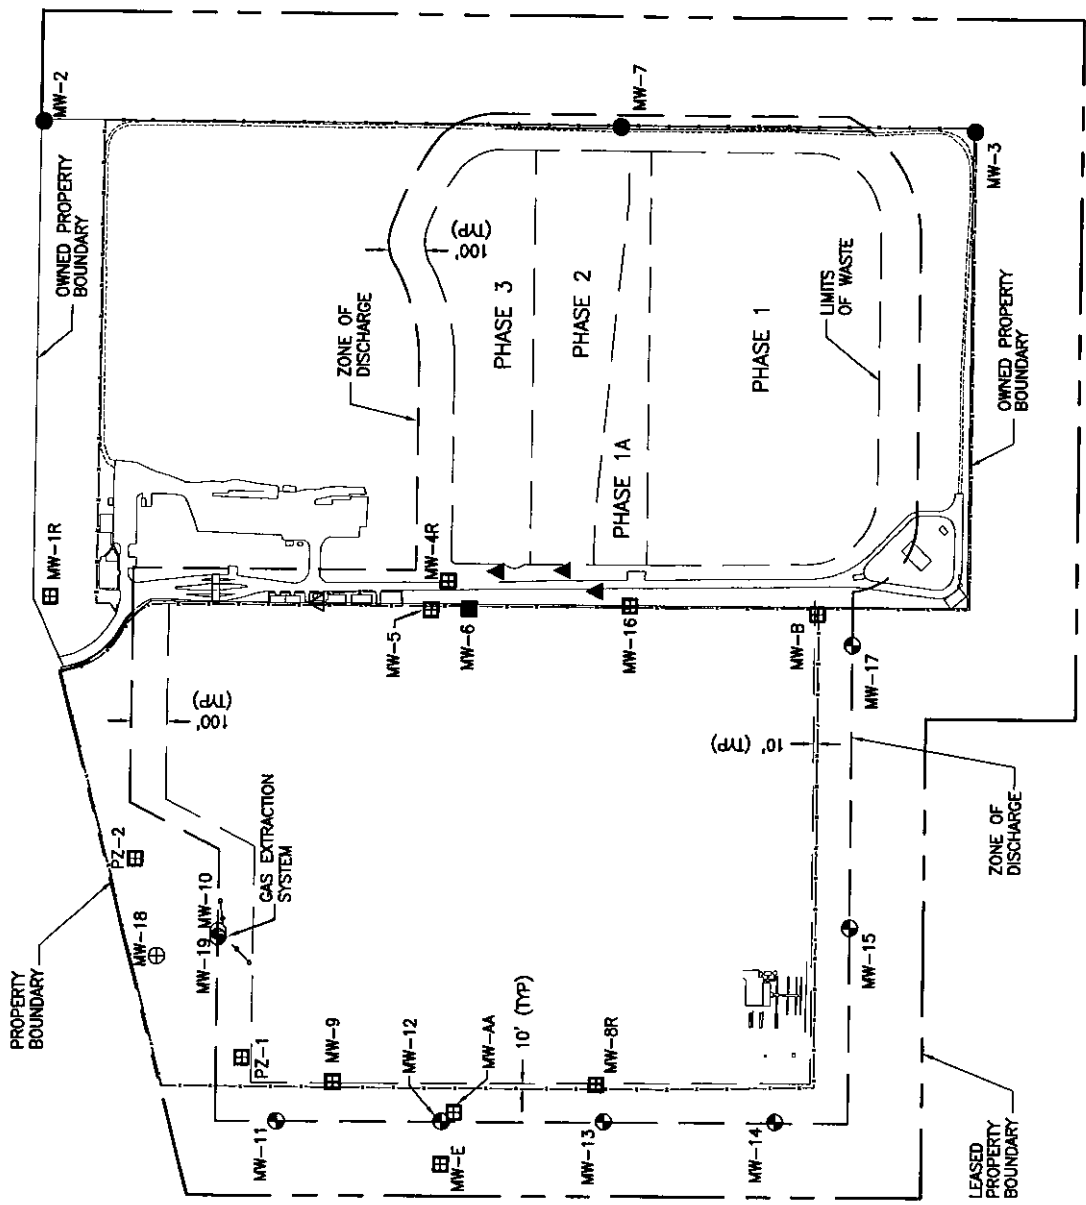 MW-2
OWNED PROPERTY
BOUNDARY
MW-7
MW-3
100'
(TYP)
ZONE OF
DISCHARGE
PHASE 3
PHASE 2
PHASE 1
LIMITS
OF WASTE
OWNED PROPERTY
BOUNDARY
PHASE 1A
MW-1R
MW-4R
MW-5
MW-6
MW-16
MW-B
MW-17
100'
(TYP)
10' (TYP)
PZ-2
GAS EXTRACTION
SYSTEM
ZONE OF
DISCHARGE
MW-18
MW-10
MW-19
MW-15
PROPERTY
BOUNDARY
PZ-1
MW-9
MW-12
MW-AA
10' (TYP)
MW-8R
MW-11
MW-E
MW-13
MW-14
LEASED
PROPERTY
BOUNDARY